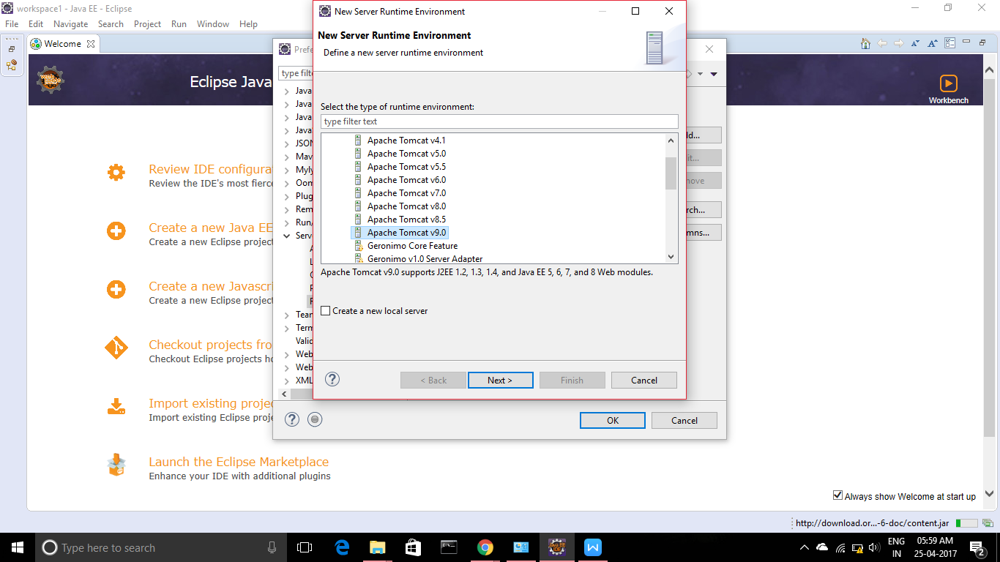 workspace1 - Java EE - Eclipse
File Edit Navigate Search Project Run Window Help
Welcome
Eclipse Java
Workbench
Review IDE configura
Review the IDE's most fierce
Create a new Java EE
Create a new Eclipse project
Create a new Javascri
Create a new Eclipse project
Checkout projects fro
Checkout Eclipse projects ho
Import existing projec
Import existing Eclipse proje
Launch the Eclipse Marketplace
Enhance your IDE with additional plugins
Always show Welcome at start up
Prefe
type filte
Java
Java
Java
Java
JSON
Mav
Myly
Oom
Plug
Rem
Run/
Serv
Team
Term
Valid
Web
Web
XML
ld...
it...
nove
rch...
mns...
OK
Cancel
New Server Runtime Environment
New Server Runtime Environment
Define a new server runtime environment
Select the type of runtime environment:
type filter text
Apache Tomcat v4.1
Apache Tomcat v5.0
Apache Tomcat v5.5
Apache Tomcat v6.0
Apache Tomcat v7.0
Apache Tomcat v8.0
Apache Tomcat v8.5
Apache Tomcat v9.0
Geronimo Core Feature
Geronimo v1.0 Server Adapter
Apache Tomcat v9.0 supports J2EE 1.2, 1.3, 1.4, and Java EE 5, 6, 7, and 8 Web modules.
Create a new local server
< Back
Next >
Finish
Cancel
http://download.or...-6-doc/content.jar
Type here to search
ENG
IN
05:59 AM
25-04-2017
2